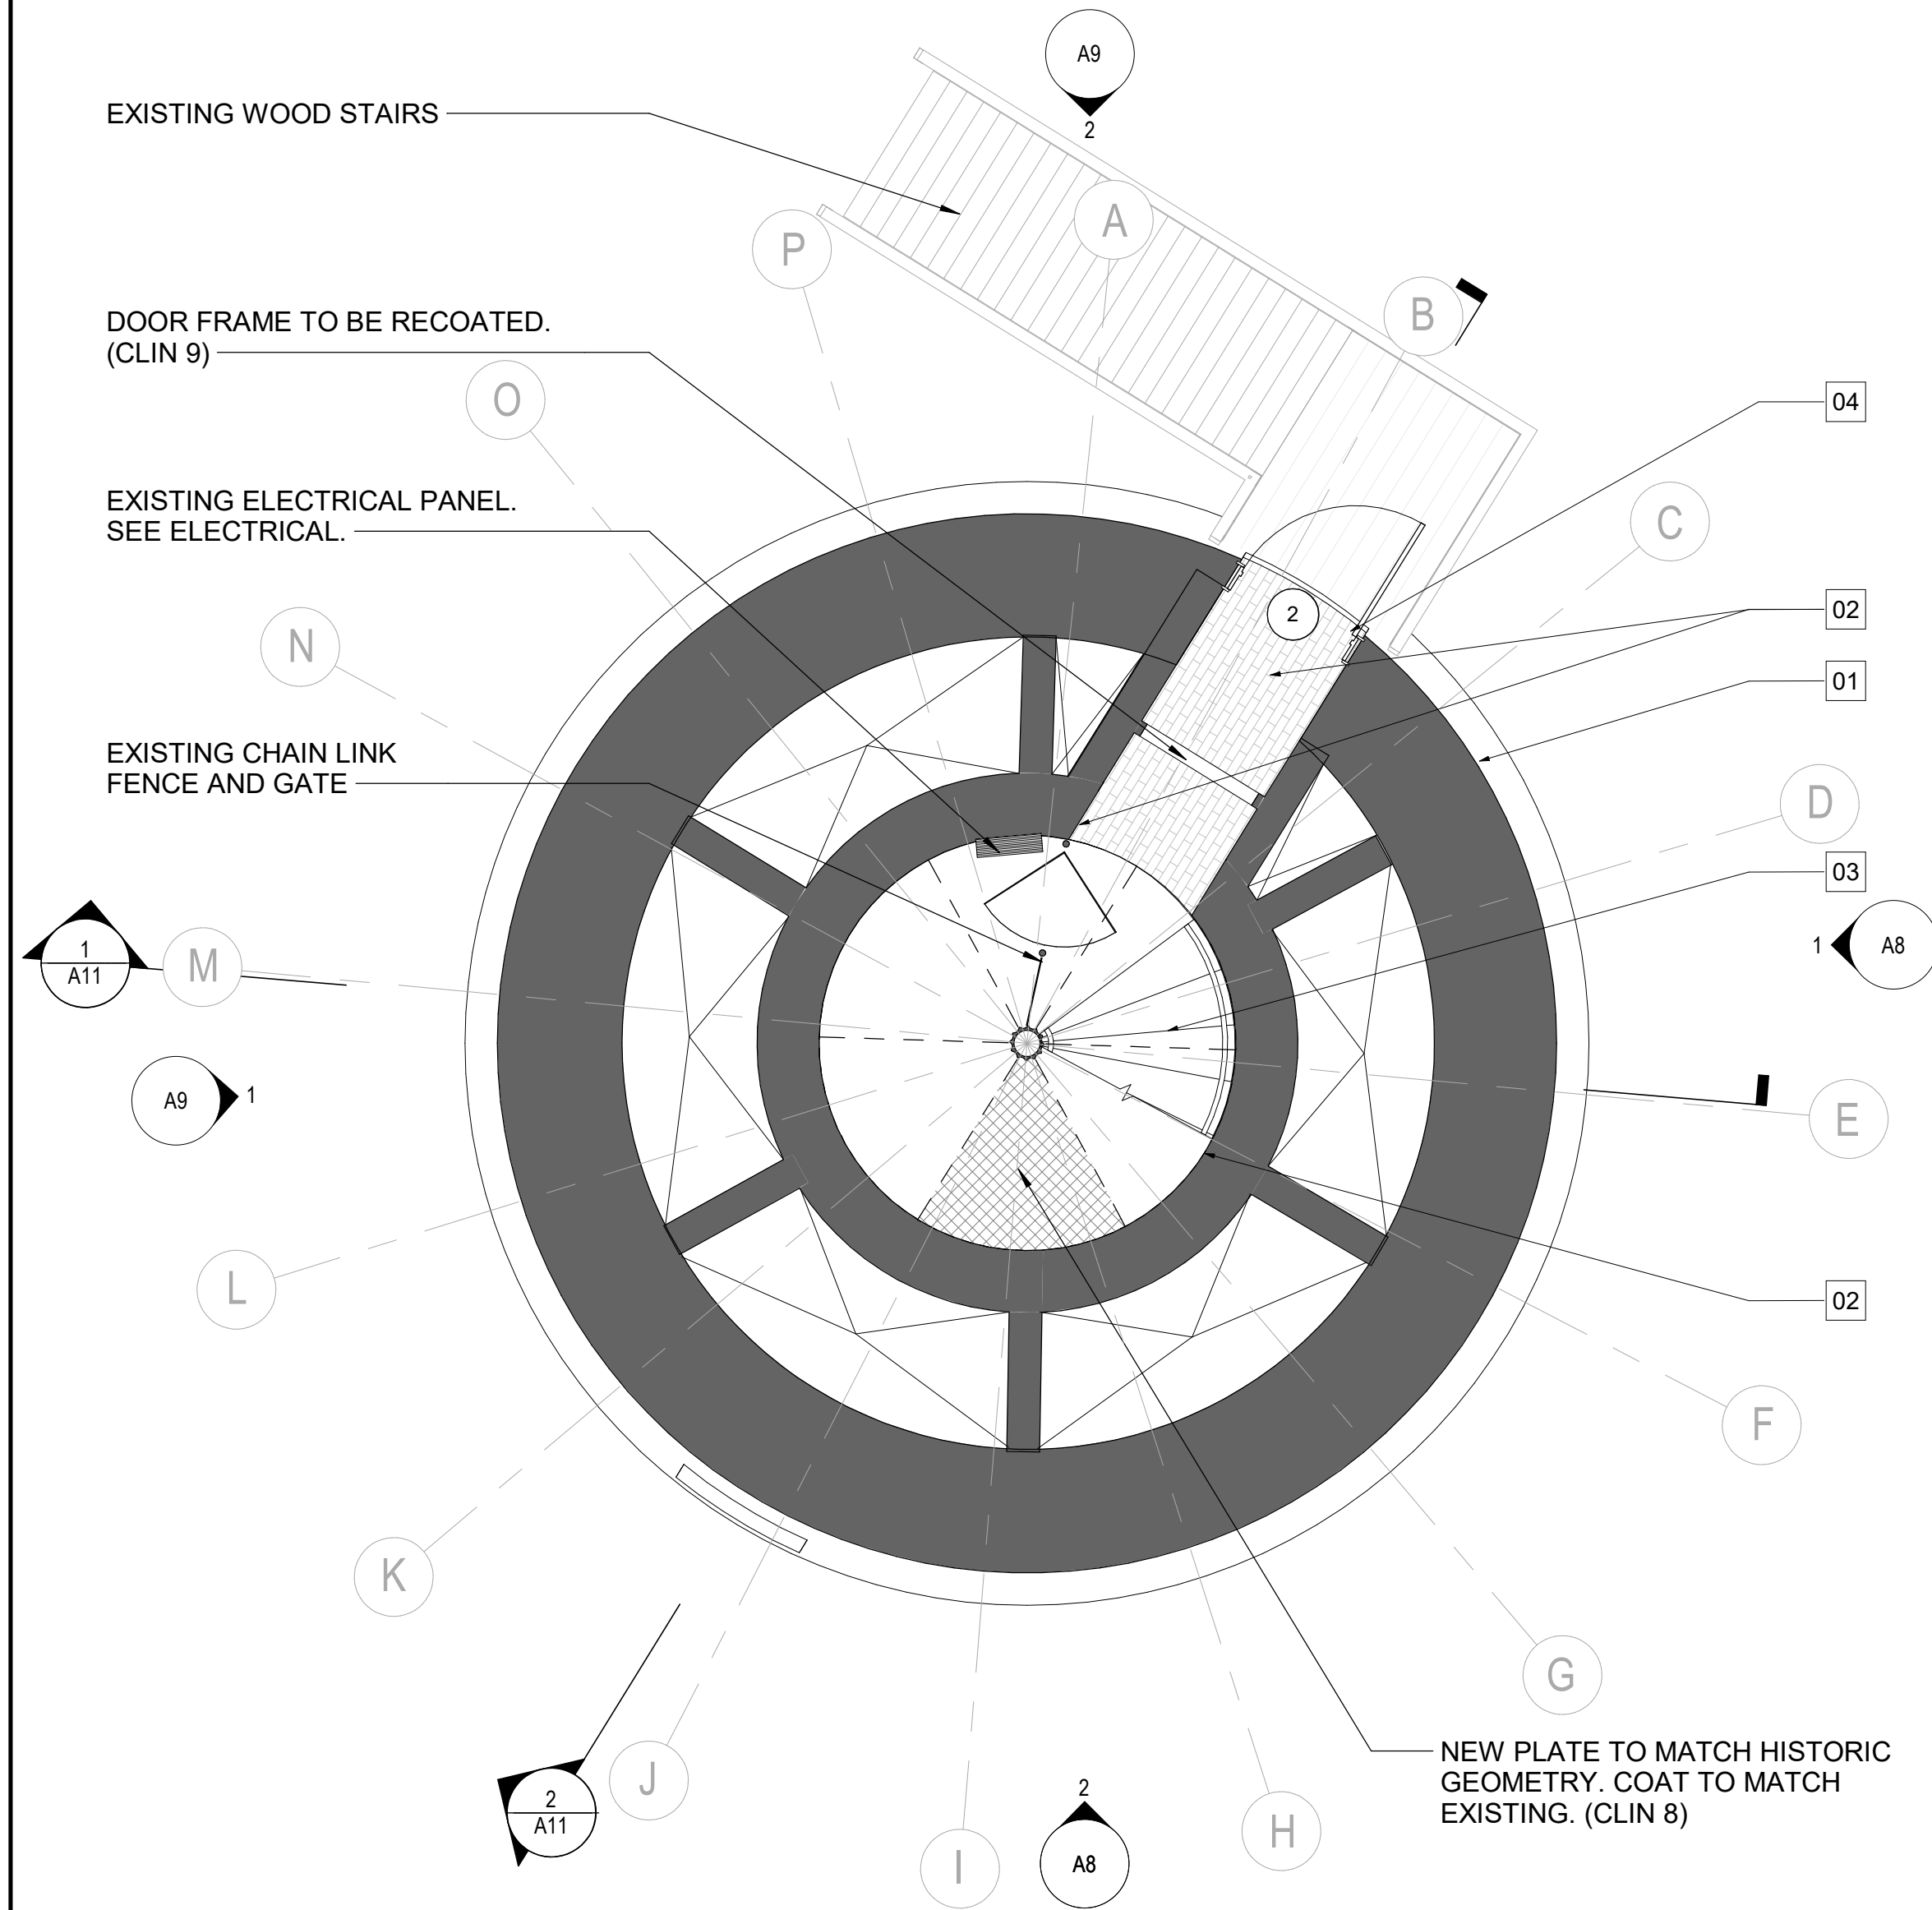 A9
2
EXISTING WOOD STAIRS
A
P
B
DOOR FRAME TO BE RECOATED.
(CLIN 9)
O
04
EXISTING ELECTRICAL PANEL.
SEE ELECTRICAL.
C
2
02
N
01
EXISTING CHAIN LINK
FENCE AND GATE
D
03
1
A11
M
1
A8
A9
1
E
L
02
F
K
G
J
2
A11
NEW PLATE TO MATCH HISTORIC
GEOMETRY. COAT TO MATCH
EXISTING. (CLIN 8)
2
A8
H
I